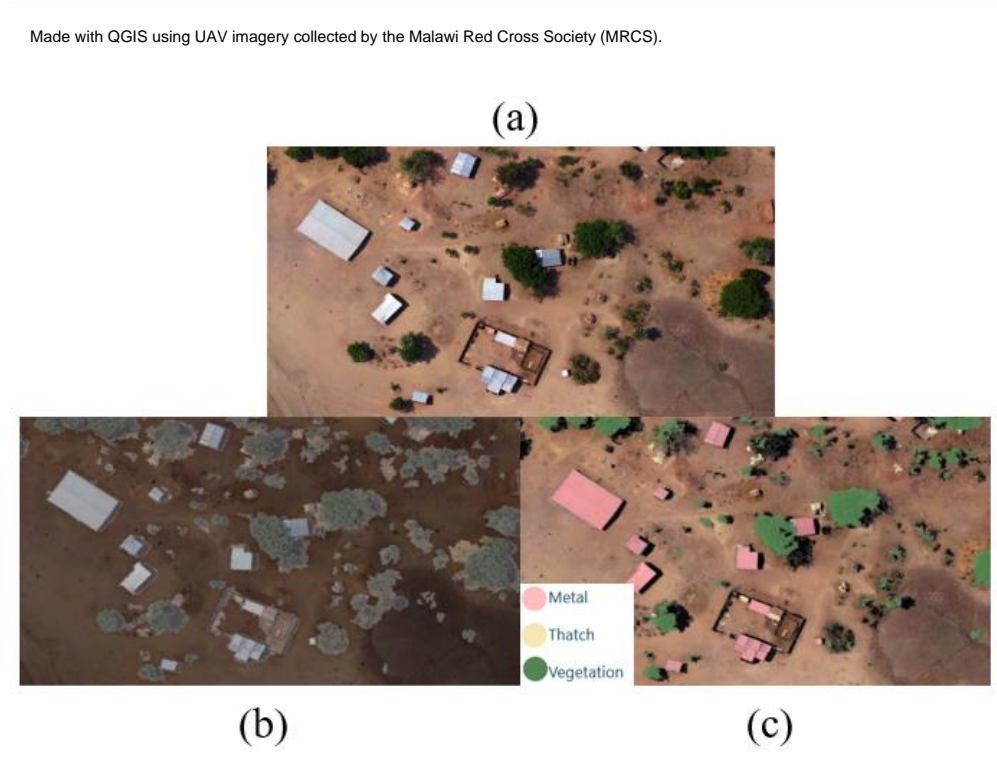 Made with QGIS using UAV imagery collected by the Malawi Red Cross Society (MRCS).
(a)
Metal
Thatch
Vegetation
(b)
(c)